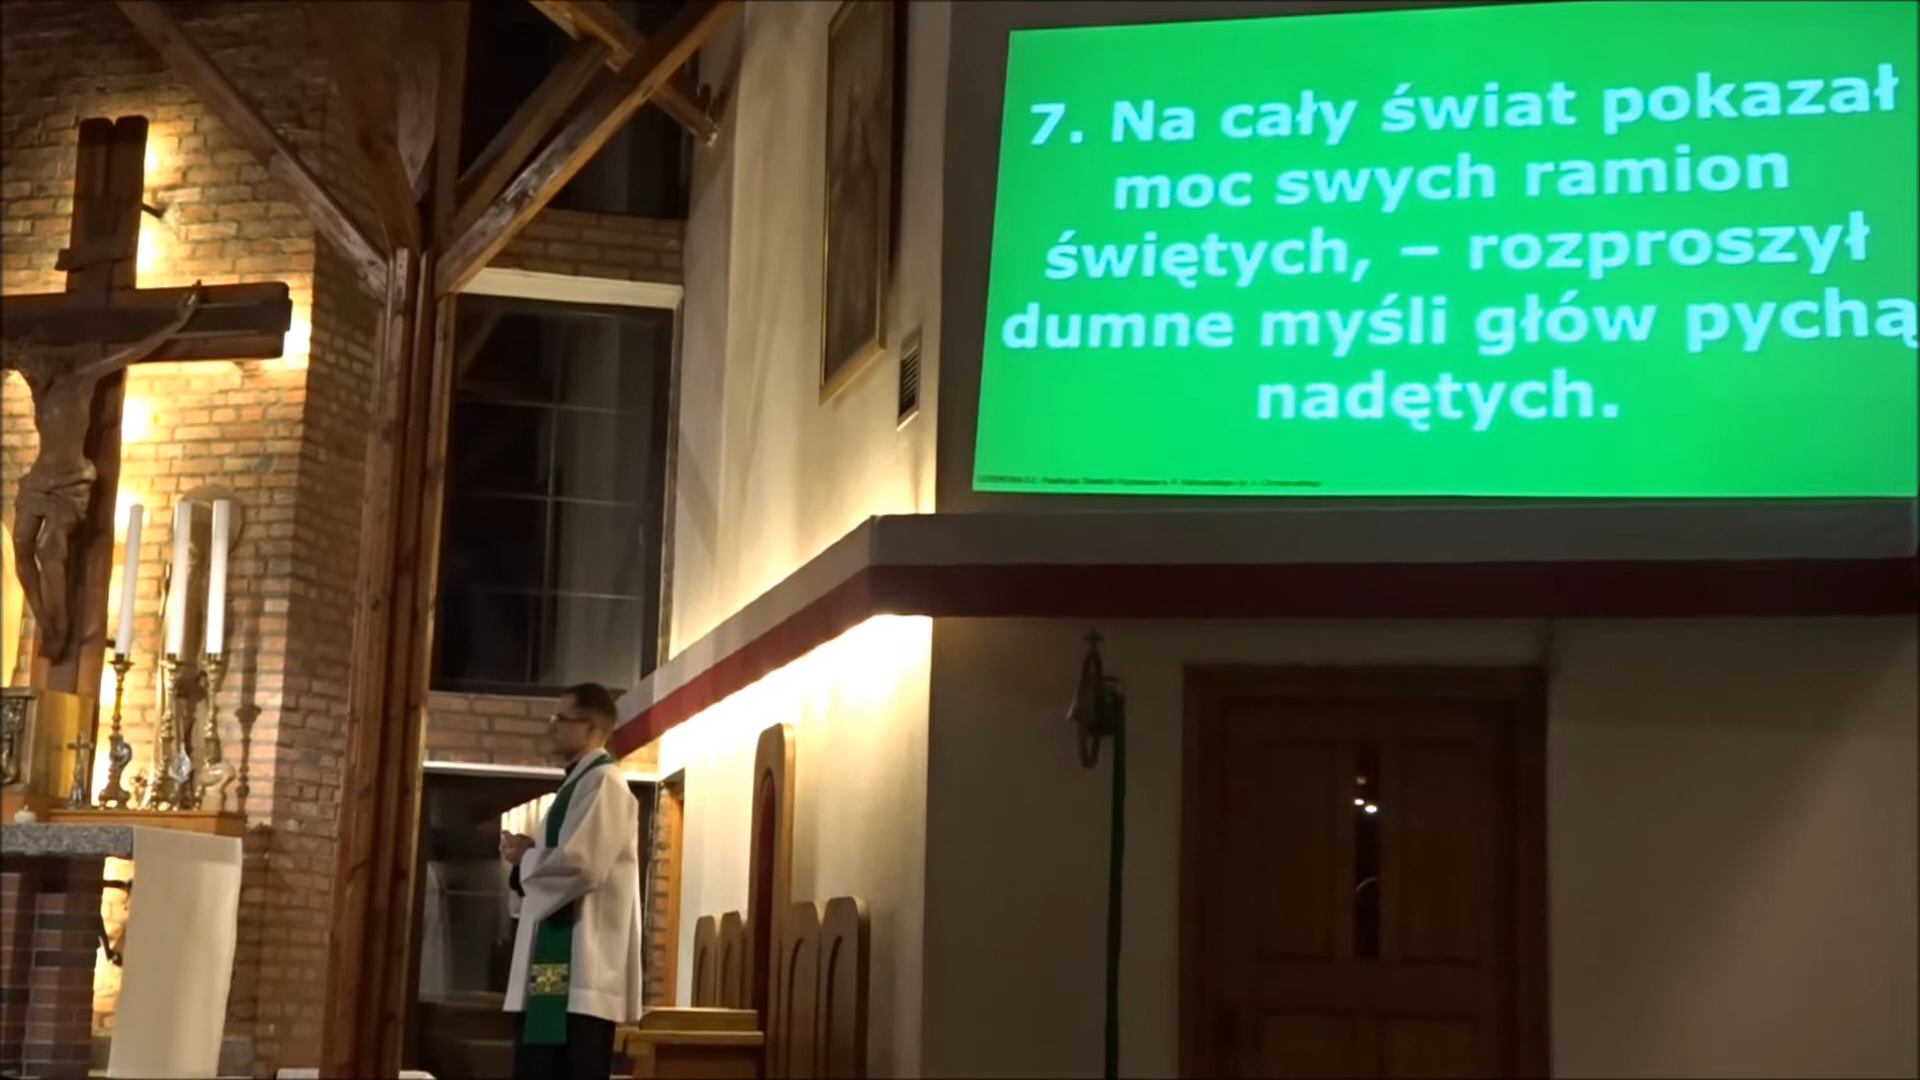 7. Na cały świat pokazał
moc swych ramion
świętych, – rozproszył
dumne myśli głów pychą
nadętych.